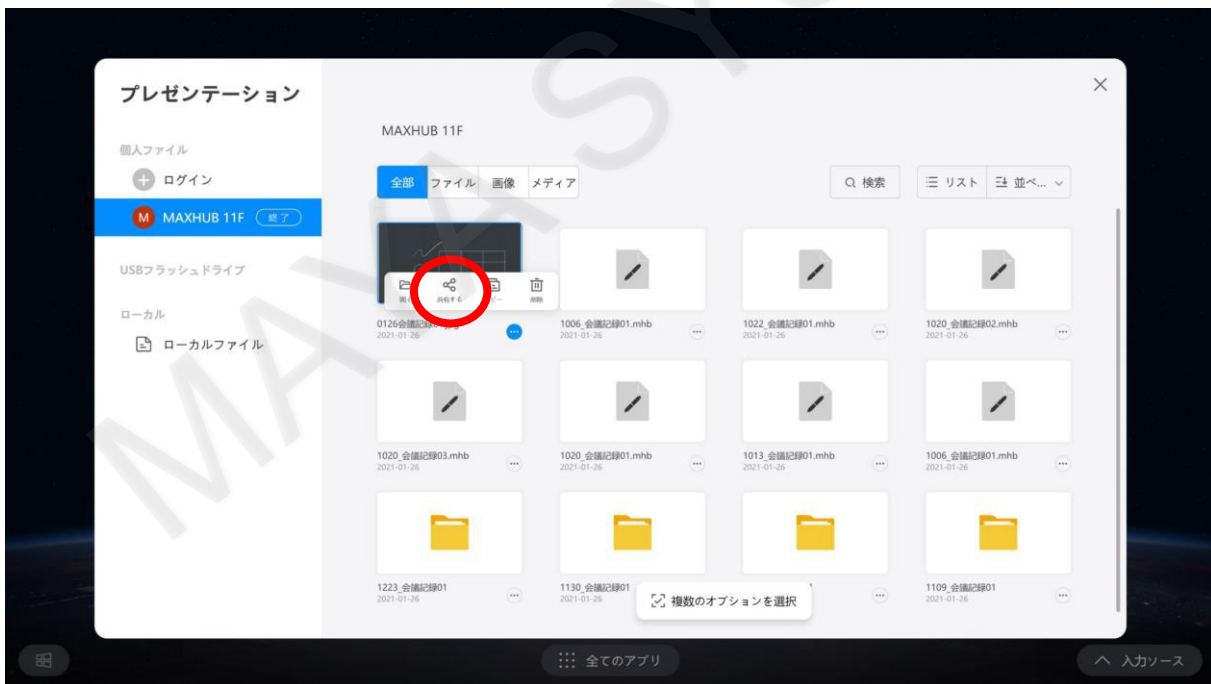 プレゼンテーション
個人ファイル
ログイン
M MAXHUB 11F 終了
USBフラッシュドライブ
ローカル
ローカルファイル
MAXHUB 11F
全部 ファイル 画像 メディア
検索 リスト 並べ...
共有する 削除
2021-01-26
1006_会議記録01.mhb
2021-01-26
1022_会議記録01.mhb
2021-01-26
1020_会議記録02.mhb
2021-01-26
1020_会議記録03.mhb
2021-01-26
1020_会議記録01.mhb
2021-01-26
1013_会議記録01.mhb
2021-01-26
1006_会議記録01.mhb
2021-01-26
1223_会議記録01
2021-01-26
1130_会議記録01
2021-01-26
1109_会議記録01
2021-01-26
複数のオプションを選択
全てのアプリ
入力ソース